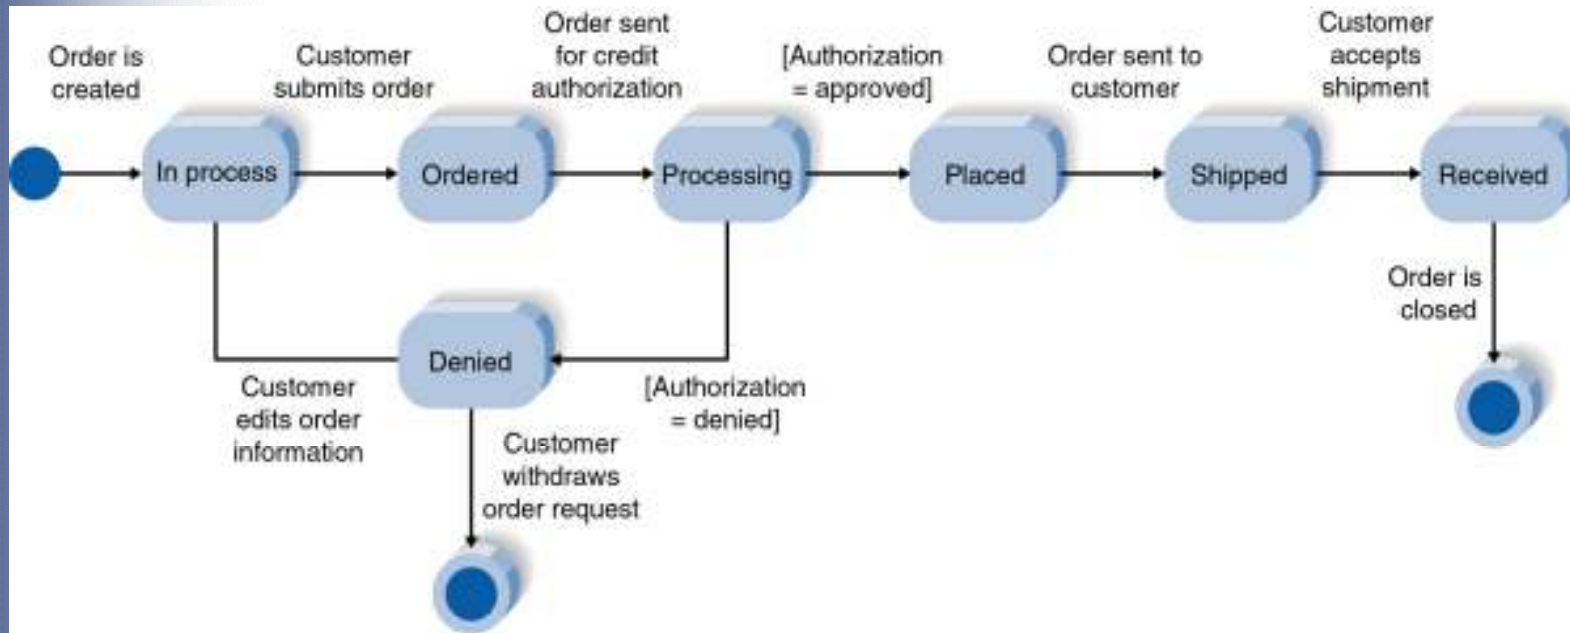 Order is
created
Customer
submits order
Order sent
for credit
authorization
[Authorization
= approved]
Order sent to
customer
Customer
accepts
shipment
In process
Ordered
Processing
Placed
Shipped
Received
Order is
closed
Denied
Customer
edits order
information
[Authorization
= denied]
Customer
withdraws
order request